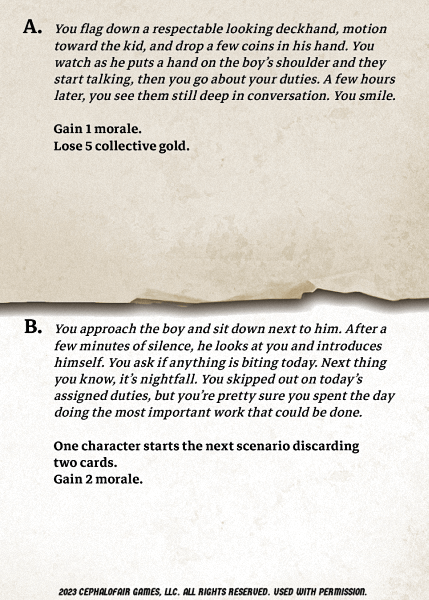 A. You flag down a respectable looking deckhand, motion
toward the kid, and drop a few coins in his hand. You
watch as he puts a hand on the boy's shoulder and they
start talking, then you go about your duties. A few hours
later, you see them still deep in conversation. You smile.
Gain 1 morale.
Lose 5 collective gold.
B. You approach the boy and sit down next to him. After a
few minutes of silence, he looks at you and introduces
himself. You ask if anything is biting today. Next thing
you know, it's nightfall. You skipped out on today's
assigned duties, but you're pretty sure you spent the day
doing the most important work that could be done.
One character starts the next scenario discarding
two cards.
Gain 2 morale.
2023 CEPHALOFAIR GAMES, LLC. ALL RIGHTS RESERVED. USED WITH PERMISSION.